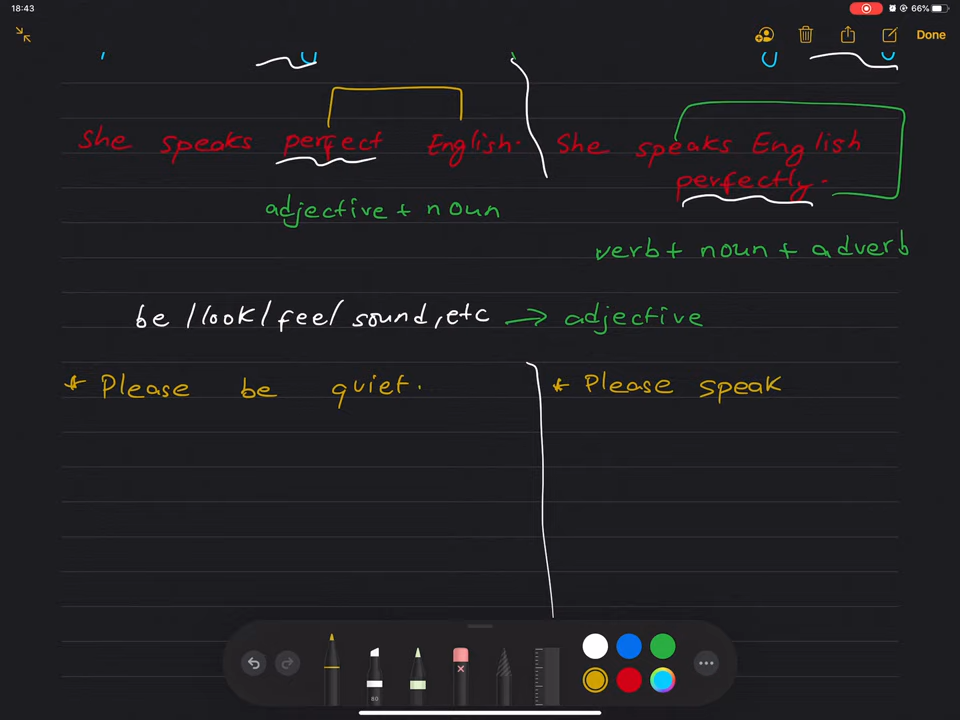 18:43
66%
Done
She speaks perfect English. She speaks English
perfectly.
adjective + noun
verb + noun + adverb
be / look / feel / sound, etc → adjective
* Please be quiet. * Please speak
80